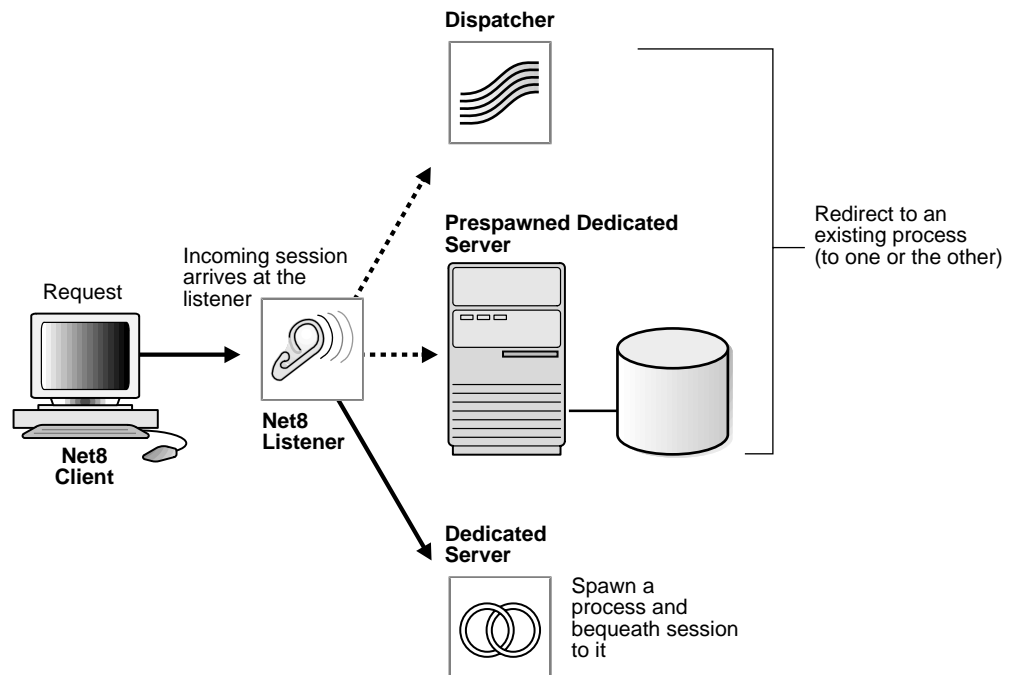 Dispatcher
Prespawned Dedicated
Server
Redirect to an
existing process
(to one or the other)
Incoming session
arrives at the
listener
Request
Net8
Listener
Net8
Client
Dedicated
Server
Spawn a
process and
bequeath session
to it